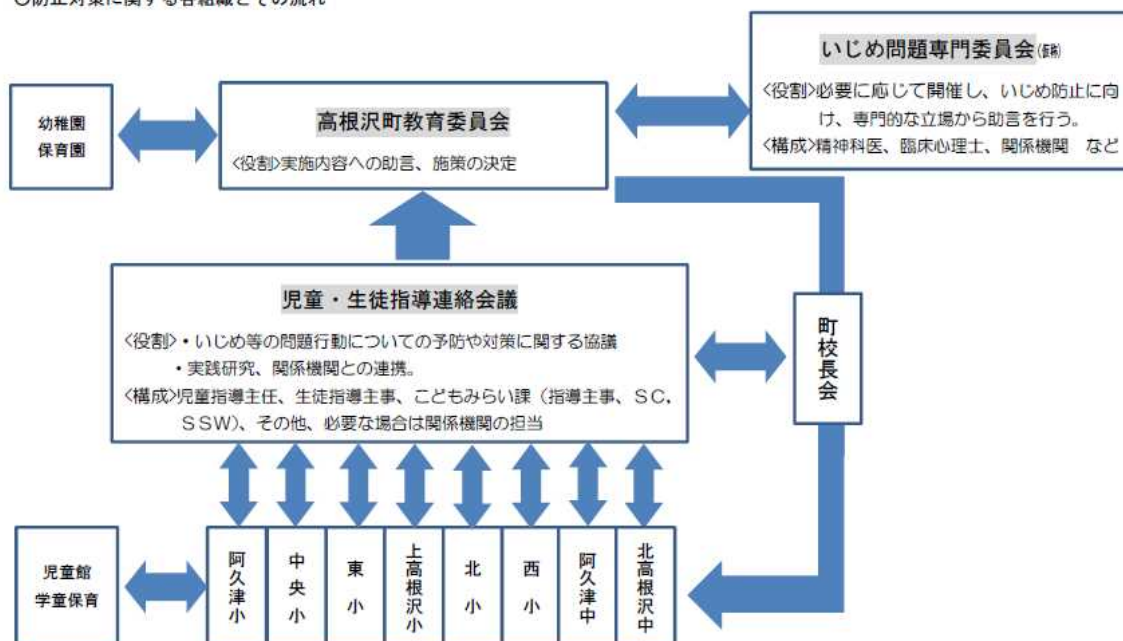 〇防止対策に関する各組織とその流れ
いじめ問題専門委員会(仮称)
〈役割〉必要に応じて開催し、いじめ防止に向
け、専門的な立場から助言を行う。
〈構成〉精神科医、臨床心理士、関係機関　など
幼稚園
保育園
高根沢町教育委員会
〈役割〉実施内容への助言、施策の決定
児童・生徒指導連絡会議
〈役割〉・いじめ等の問題行動についての予防や対策に関する協議
・実践研究、関係機関との連携。
〈構成〉児童指導主任、生徒指導主事、こどもみらい課（指導主事、ＳＣ、
ＳＳＷ）、その他、必要な場合は関係機関の担当
町校長会
児童館
学童保育
阿久津小
中央小
東小
上高根沢小
北小
西小
阿久津中
北高根沢中